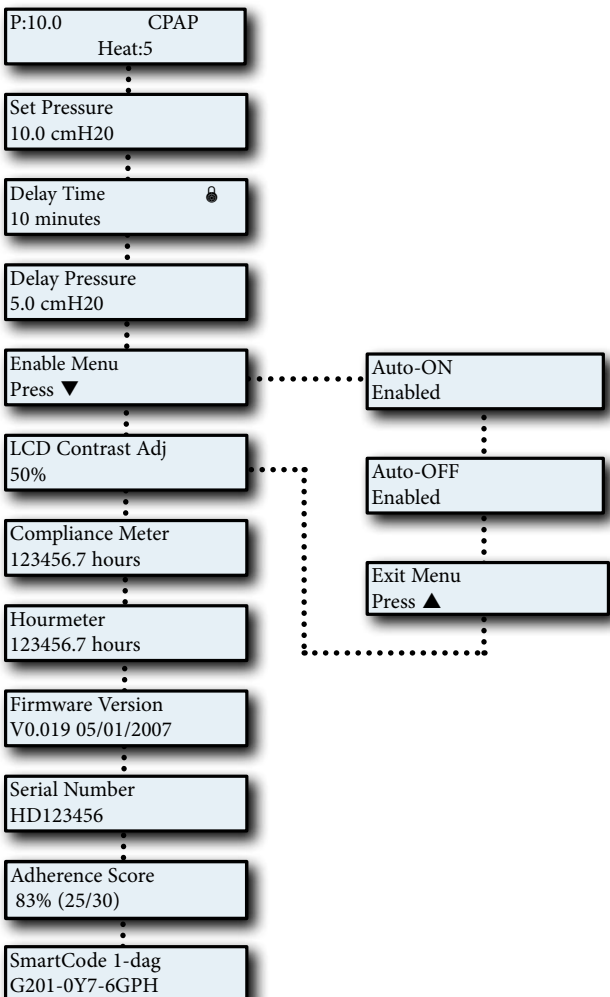 P:10.0 CPAP
Heat:5
Set Pressure
10.0 cmH20
Delay Time
10 minutes
Delay Pressure
5.0 cmH20
Enable Menu
Press ▼
Auto-ON
Enabled
LCD Contrast Adj
50%
Auto-OFF
Enabled
Compliance Meter
123456.7 hours
Exit Menu
Press ▲
Hourmeter
123456.7 hours
Firmware Version
V0.019 05/01/2007
Serial Number
HD123456
Adherence Score
83% (25/30)
SmartCode 1-dag
G201-0Y7-6GPH